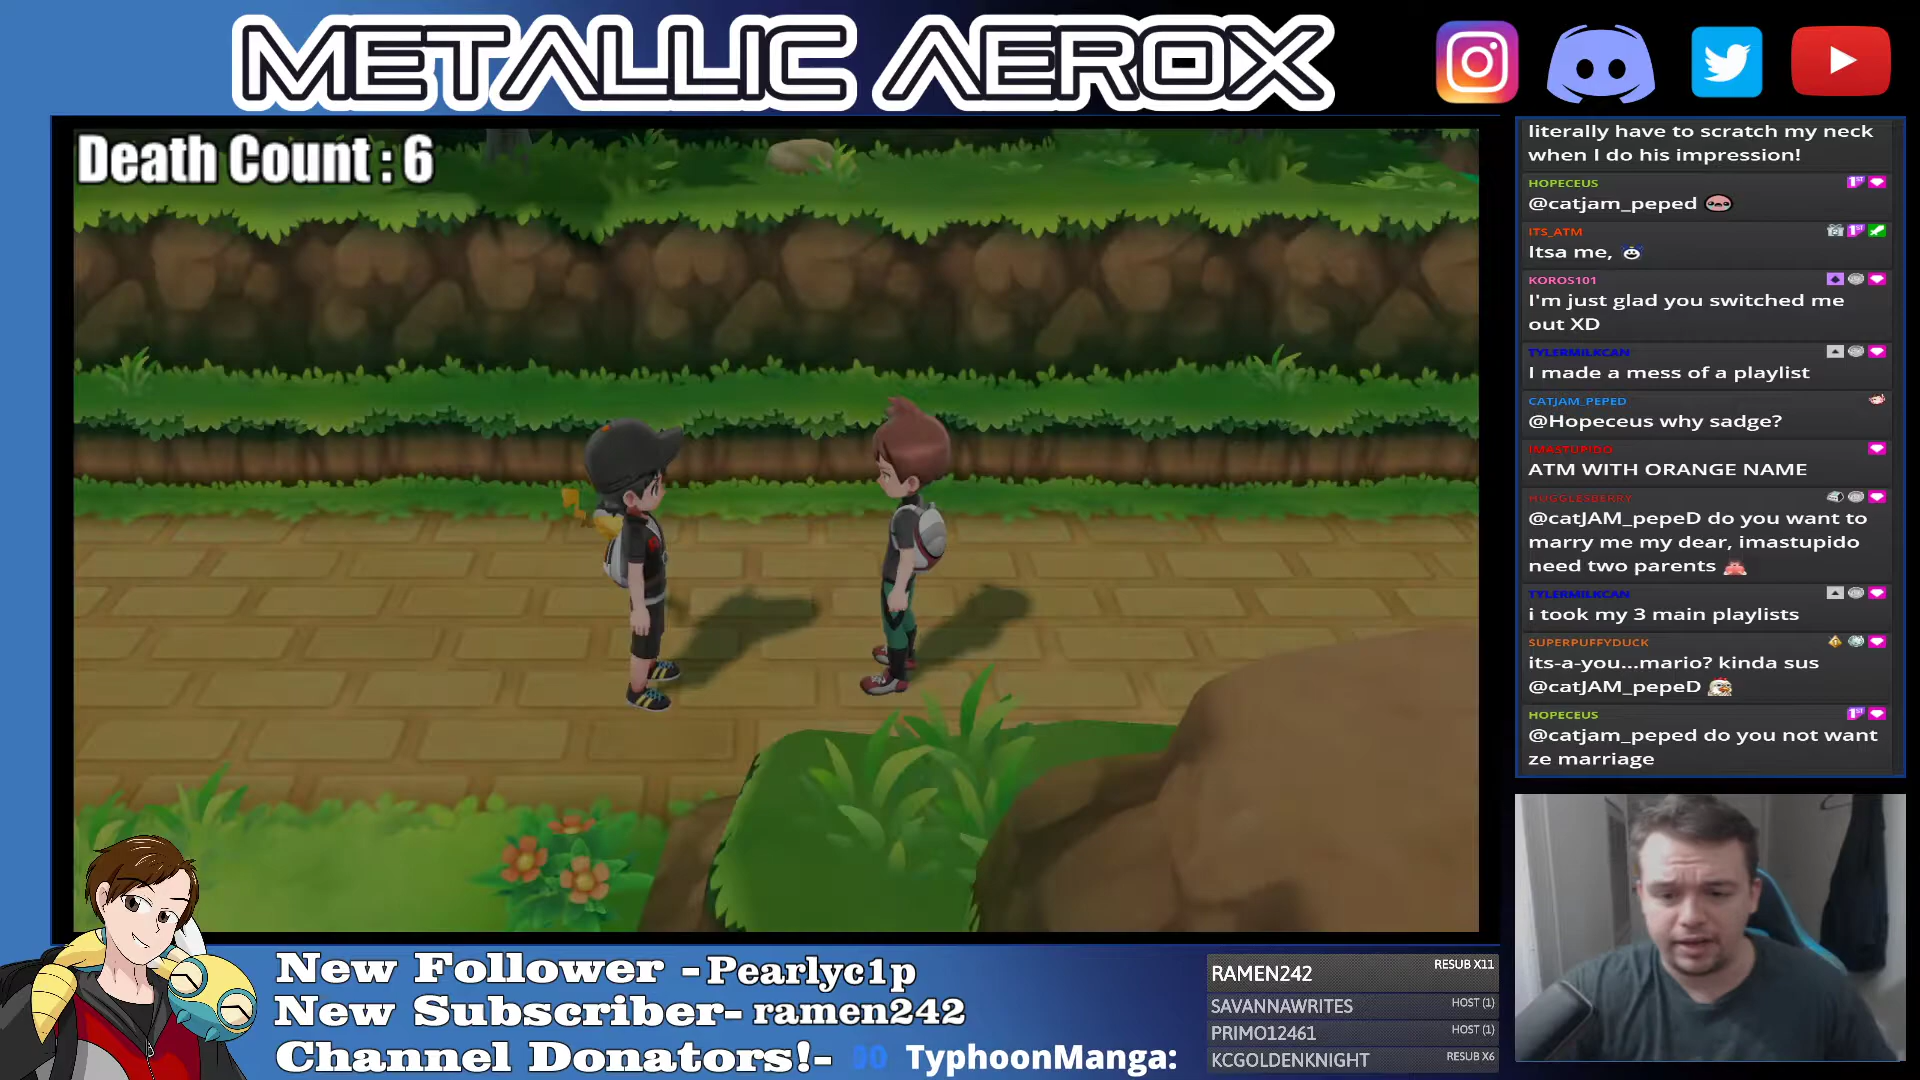 METALLIC AEROX
Death Count : 6
literally have to scratch my neck
when I do his impression!
HOPECEUS
@catjam_peped
ITS_ATM
Itsa me,
KOROS101
I'm just glad you switched me
out XD
TYLERMILKCAN
I made a mess of a playlist
CATJAM_PEPED
@Hopeceus why sadge?
IMASTUPIDO
ATM WITH ORANGE NAME
HUGGLESBERRY
@catJAM_pepeD do you want to
marry me my dear, imastupido
need two parents
TYLERMILKCAN
i took my 3 main playlists
SUPERPUFFYDUCK
its-a-you...mario? kinda sus
@catJAM_pepeD
HOPECEUS
@catjam_peped do you not want
ze marriage
New Follower -Pearlyc1p
New Subscriber- ramen242
Channel Donators!- 00 TyphoonManga:
RAMEN242 RESUB X11
SAVANNAWRITES HOST (1)
PRIMO12461 HOST (1)
KCGOLDENKNIGHT RESUB X6